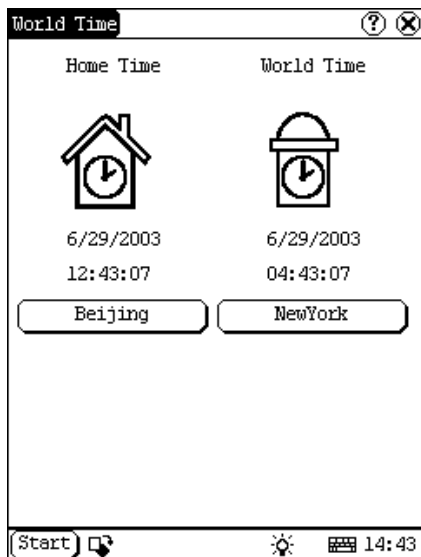 World Time ?
Home Time World Time
6/29/2003 6/29/2003
12:43:07 04:43:07
Beijing NewYork
Start 14:43